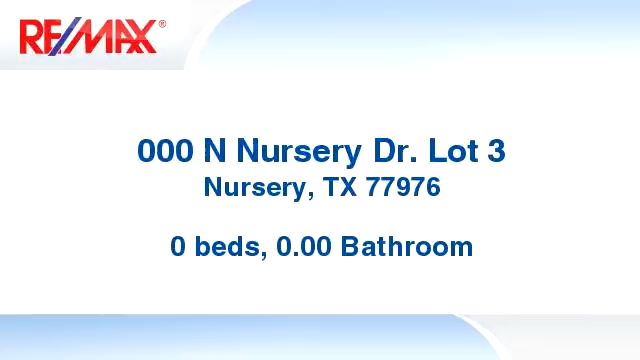 RE/MAX®
000 N Nursery Dr. Lot 3
Nursery, TX 77976
0 beds, 0.00 Bathroom